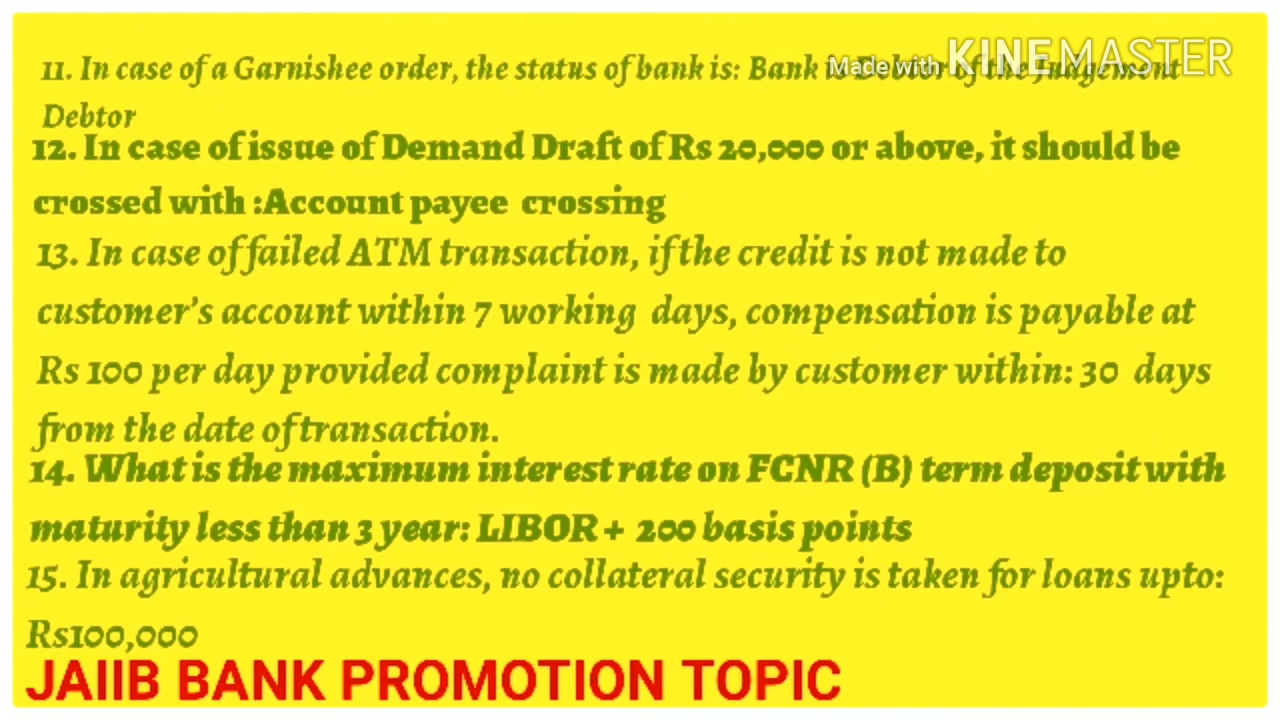 11. In case of a Garnishee order, the status of bank is: Bank is Debtor of the Judgement
Made with KINEMASTER
Debtor
12. In case of issue of Demand Draft of Rs 20,000 or above, it should be
crossed with :Account payee crossing
13. In case of failed ATM transaction, if the credit is not made to
customer's account within 7 working days, compensation is payable at
Rs 100 per day provided complaint is made by customer within: 30 days
from the date of transaction.
14. What is the maximum interest rate on FCNR (B) term deposit with
maturity less than 3 year: LIBOR + 200 basis points
15. In agricultural advances, no collateral security is taken for loans upto:
Rs100,000
JAIIB BANK PROMOTION TOPIC